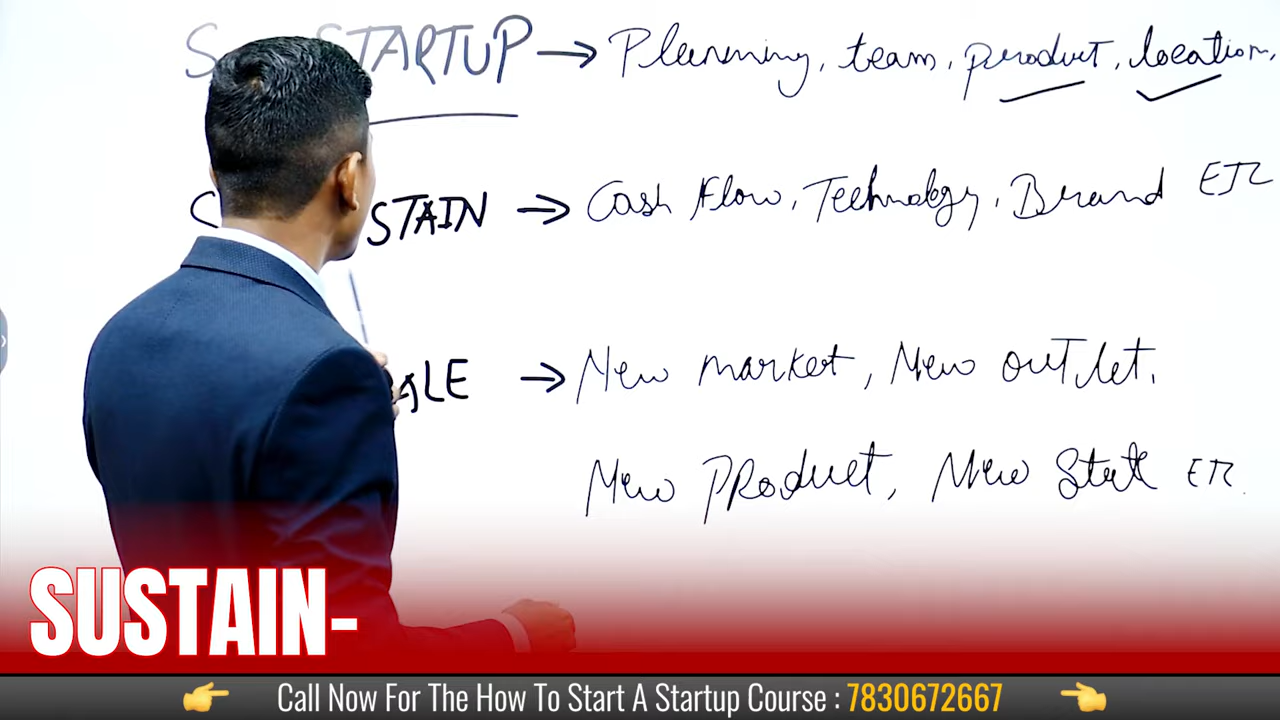 S STARTUP → Planning, team, product, location,
S STAIN → Cash Flow, Technology, Brand ETC
ALE → New market, New outlet,
New Product, New State ETC.
SUSTAIN-
Call Now For The How To Start A Startup Course : 7830672667